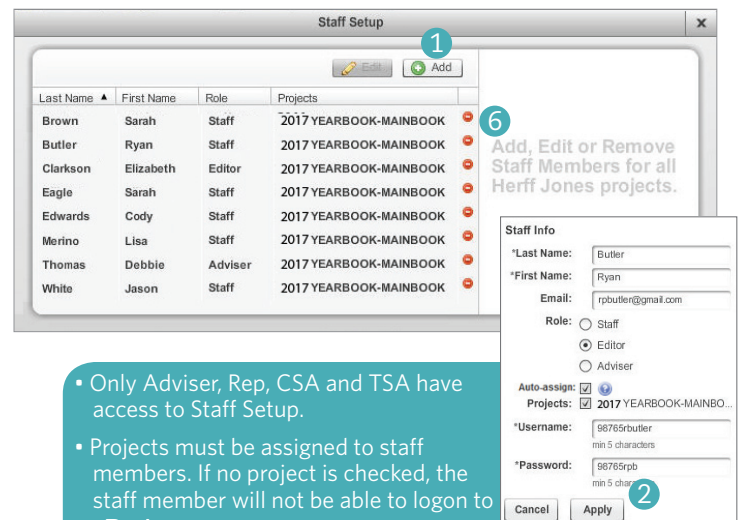 Staff Setup x
1
Edit Add
Last Name ▲ First Name Role Projects
Brown Sarah Staff 2017 YEARBOOK-MAINBOOK
6
Butler Ryan Staff 2017 YEARBOOK-MAINBOOK
Clarkson Elizabeth Editor 2017 YEARBOOK-MAINBOOK
Eagle Sarah Staff 2017 YEARBOOK-MAINBOOK
Edwards Cody Staff 2017 YEARBOOK-MAINBOOK
Merino Lisa Staff 2017 YEARBOOK-MAINBOOK
Thomas Debbie Adviser 2017 YEARBOOK-MAINBOOK
White Jason Staff 2017 YEARBOOK-MAINBOOK
Add, Edit or Remove
Staff Members for all
Herff Jones projects.
Staff Info
*Last Name: Butler
*First Name: Ryan
Email: rpbutler@gmail.com
Role: Staff
Editor
Adviser
Auto-assign: ?
Projects: 2017 YEARBOOK-MAINBO...
*Username: 98765rbutler
min 5 characters
*Password: 98765rpb
min 5
2
Cancel Apply
• Only Adviser, Rep, CSA and TSA have
access to Staff Setup.
• Projects must be assigned to staff
members. If no project is checked, the
staff member will not be able to logon to